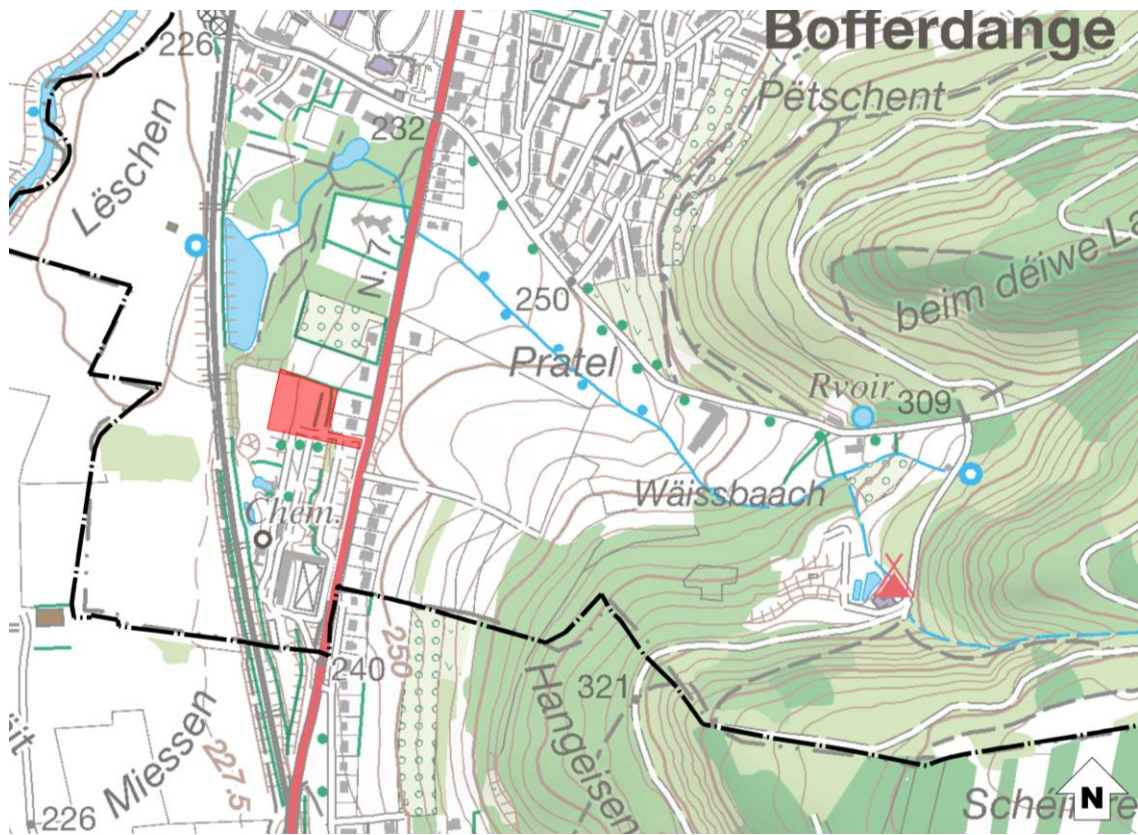 Bofferdange
226
Pëtschent
232
Lëschen
N. 7
beim déiwe La
250
Pratel
Rvoir
309
Wäissbaach
Chem.
240
250
321
Hangeisen
Miessen
227.5
226
N